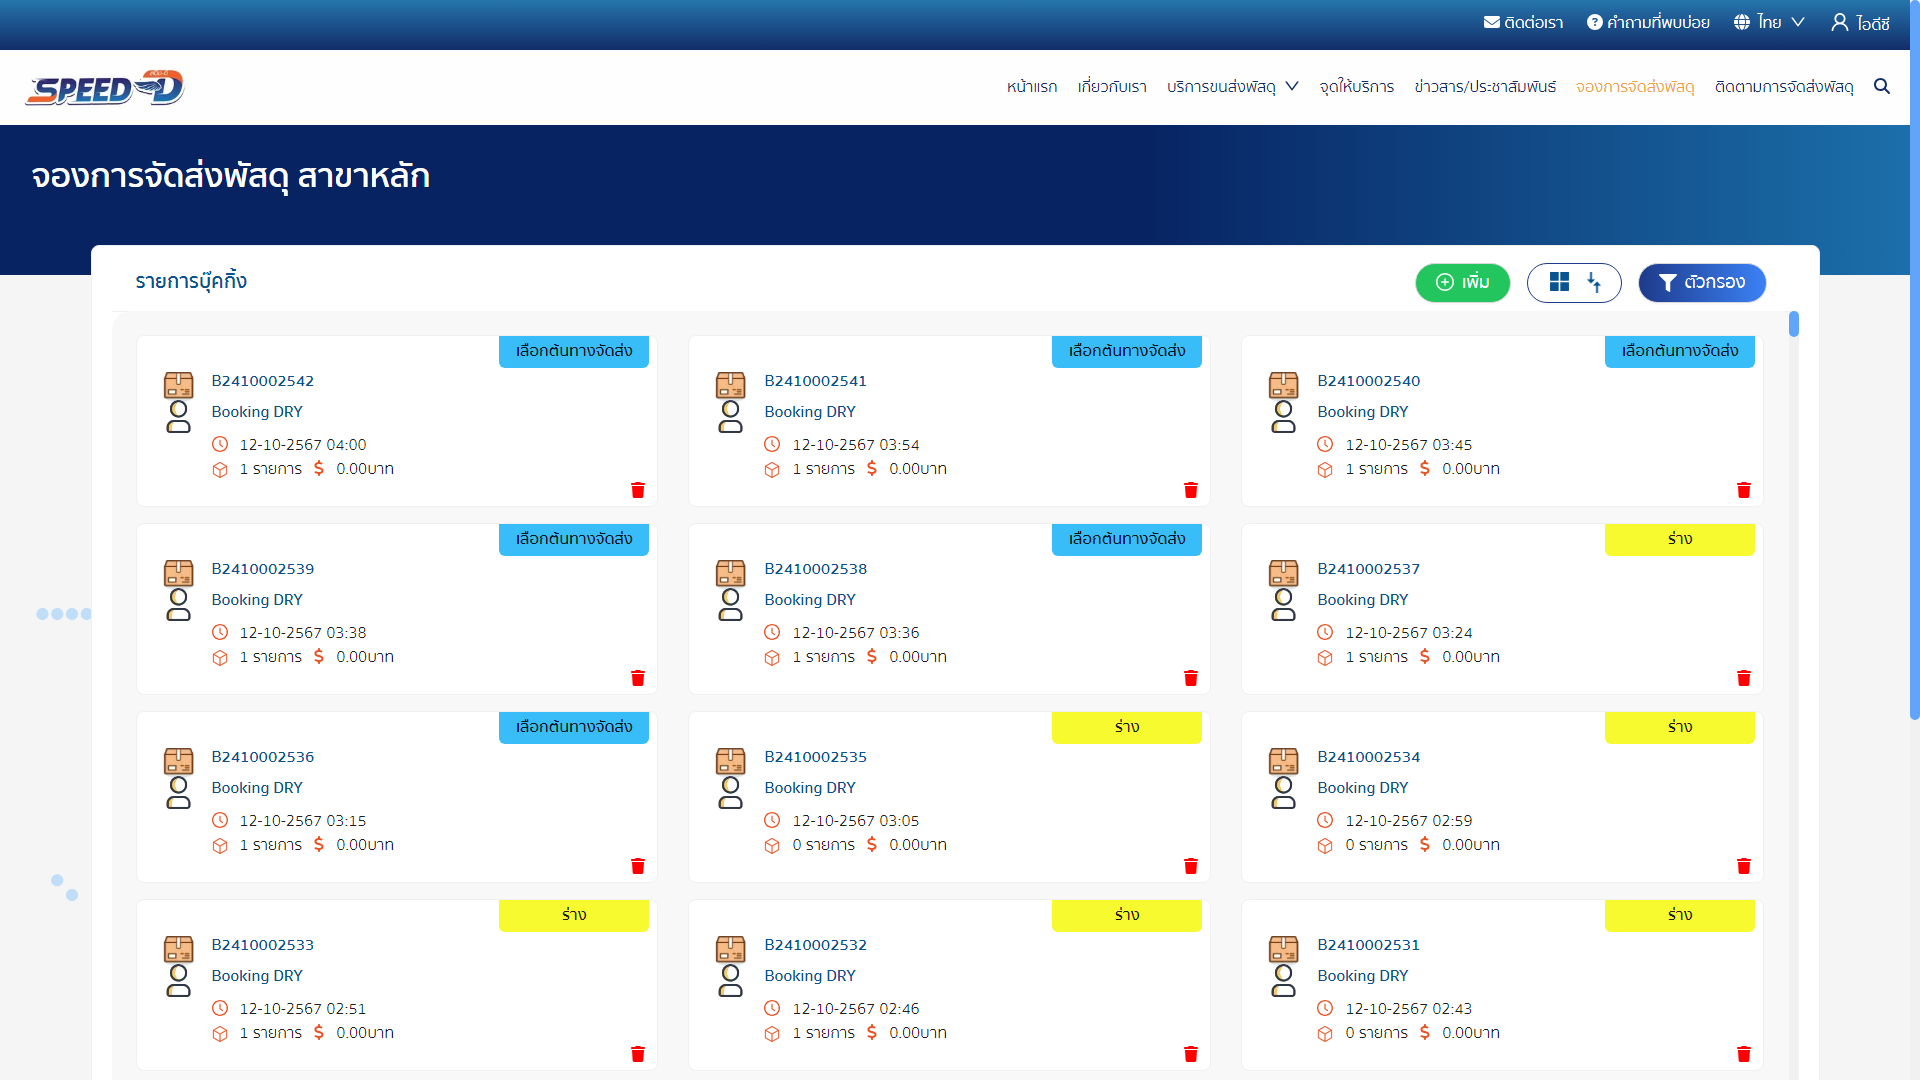 ติดต่อเรา คำถามที่พบบ่อย ไทย ไอดีซี
SPEED-D
หน้าแรก เกี่ยวกับเรา บริการขนส่งพัสดุ จุดให้บริการ ข่าวสาร/ประชาสัมพันธ์ จองการจัดส่งพัสดุ ติดตามการจัดส่งพัสดุ
จองการจัดส่งพัสดุ สาขาหลัก
รายการบุ๊คกิ้ง
เพิ่ม
ตัวกรอง
เลือกต้นทางจัดส่ง
B2410002542
Booking DRY
12-10-2567 04:00
1 รายการ $ 0.00บาท
เลือกต้นทางจัดส่ง
B2410002541
Booking DRY
12-10-2567 03:54
1 รายการ $ 0.00บาท
เลือกต้นทางจัดส่ง
B2410002540
Booking DRY
12-10-2567 03:45
1 รายการ $ 0.00บาท
เลือกต้นทางจัดส่ง
B2410002539
Booking DRY
12-10-2567 03:38
1 รายการ $ 0.00บาท
เลือกต้นทางจัดส่ง
B2410002538
Booking DRY
12-10-2567 03:36
1 รายการ $ 0.00บาท
ร่าง
B2410002537
Booking DRY
12-10-2567 03:24
1 รายการ $ 0.00บาท
เลือกต้นทางจัดส่ง
B2410002536
Booking DRY
12-10-2567 03:15
1 รายการ $ 0.00บาท
ร่าง
B2410002535
Booking DRY
12-10-2567 03:05
0 รายการ $ 0.00บาท
ร่าง
B2410002534
Booking DRY
12-10-2567 02:59
0 รายการ $ 0.00บาท
ร่าง
B2410002533
Booking DRY
12-10-2567 02:51
1 รายการ $ 0.00บาท
ร่าง
B2410002532
Booking DRY
12-10-2567 02:46
1 รายการ $ 0.00บาท
ร่าง
B2410002531
Booking DRY
12-10-2567 02:43
0 รายการ $ 0.00บาท